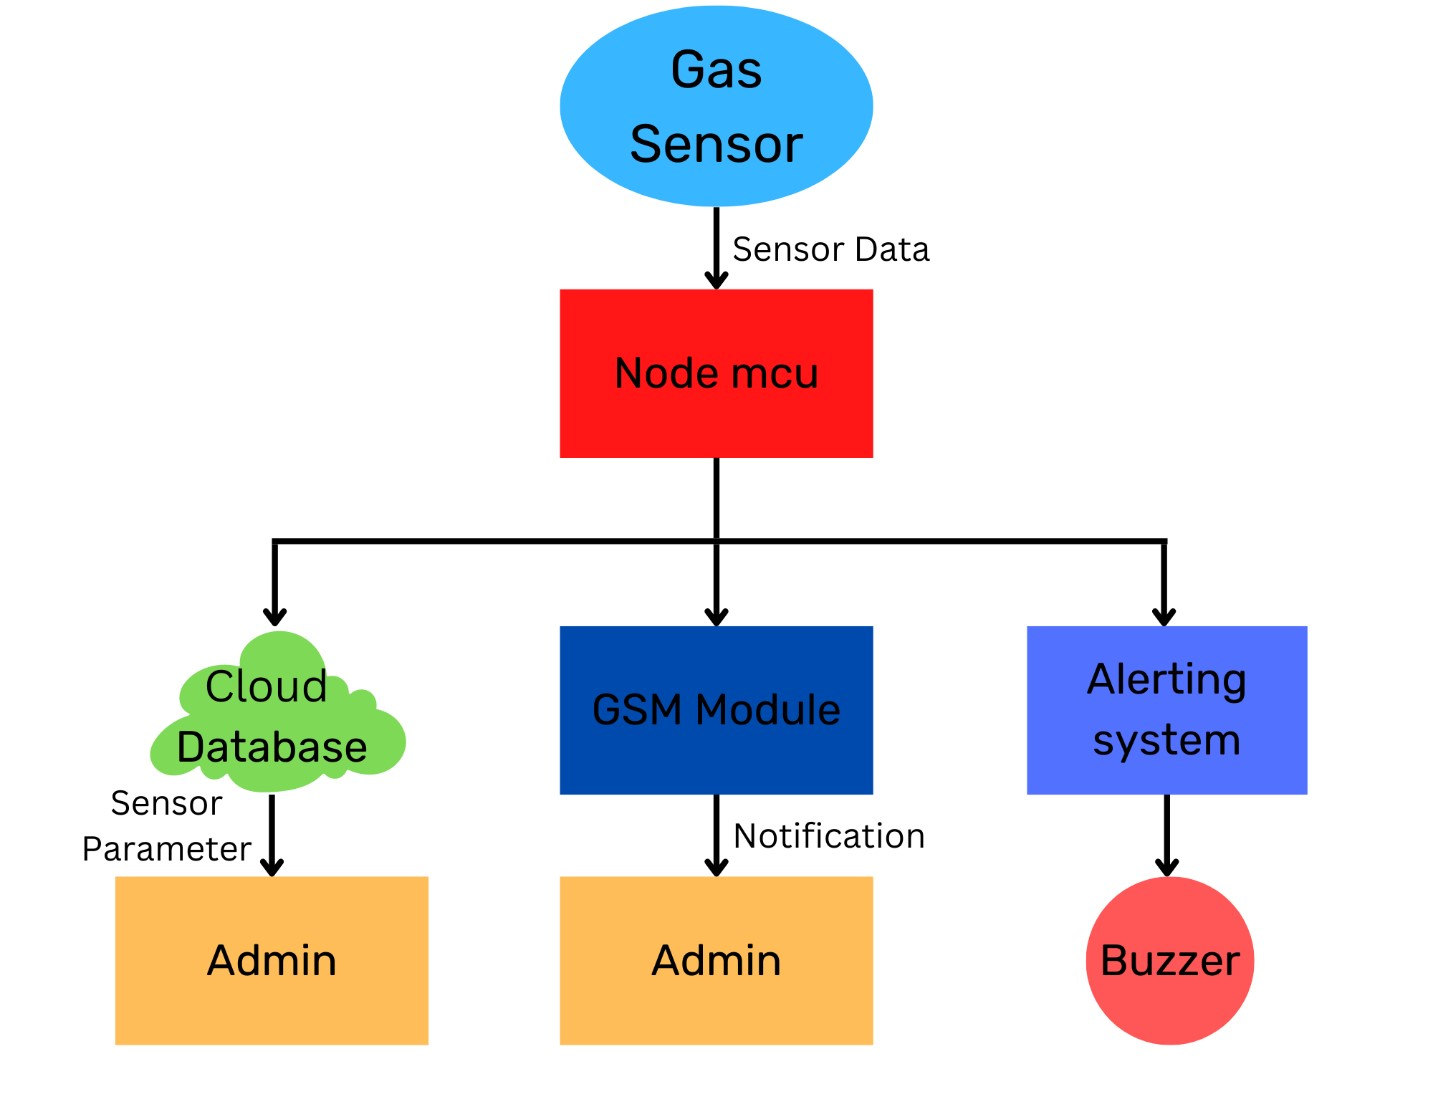 Gas
Sensor
Sensor Data
Node mcu
Cloud
Database
GSM Module
Alerting
system
Sensor
Parameter
Notification
Admin
Admin
Buzzer